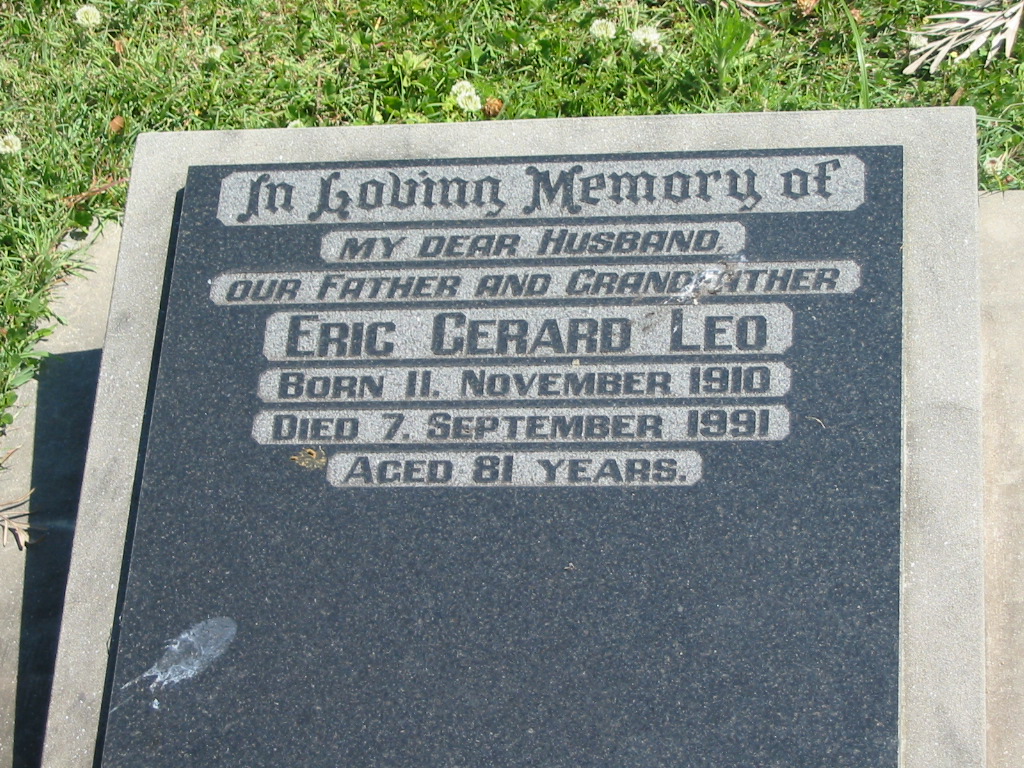 In Loving Memory of
MY DEAR HUSBAND,
OUR FATHER AND GRANDFATHER
ERIC GERARD LEO
BORN 11. NOVEMBER 1910
DIED 7. SEPTEMBER 1991
AGED 81 YEARS.